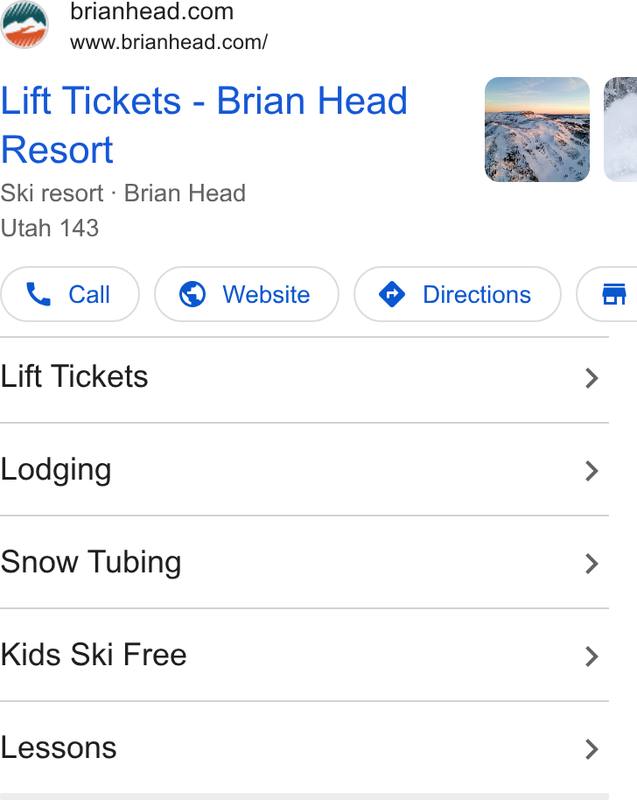 brianhead.com
www.brianhead.com/
Lift Tickets - Brian Head
Resort
Ski resort · Brian Head
Utah 143
Call
Website
Directions
Lift Tickets
Lodging
Snow Tubing
Kids Ski Free
Lessons